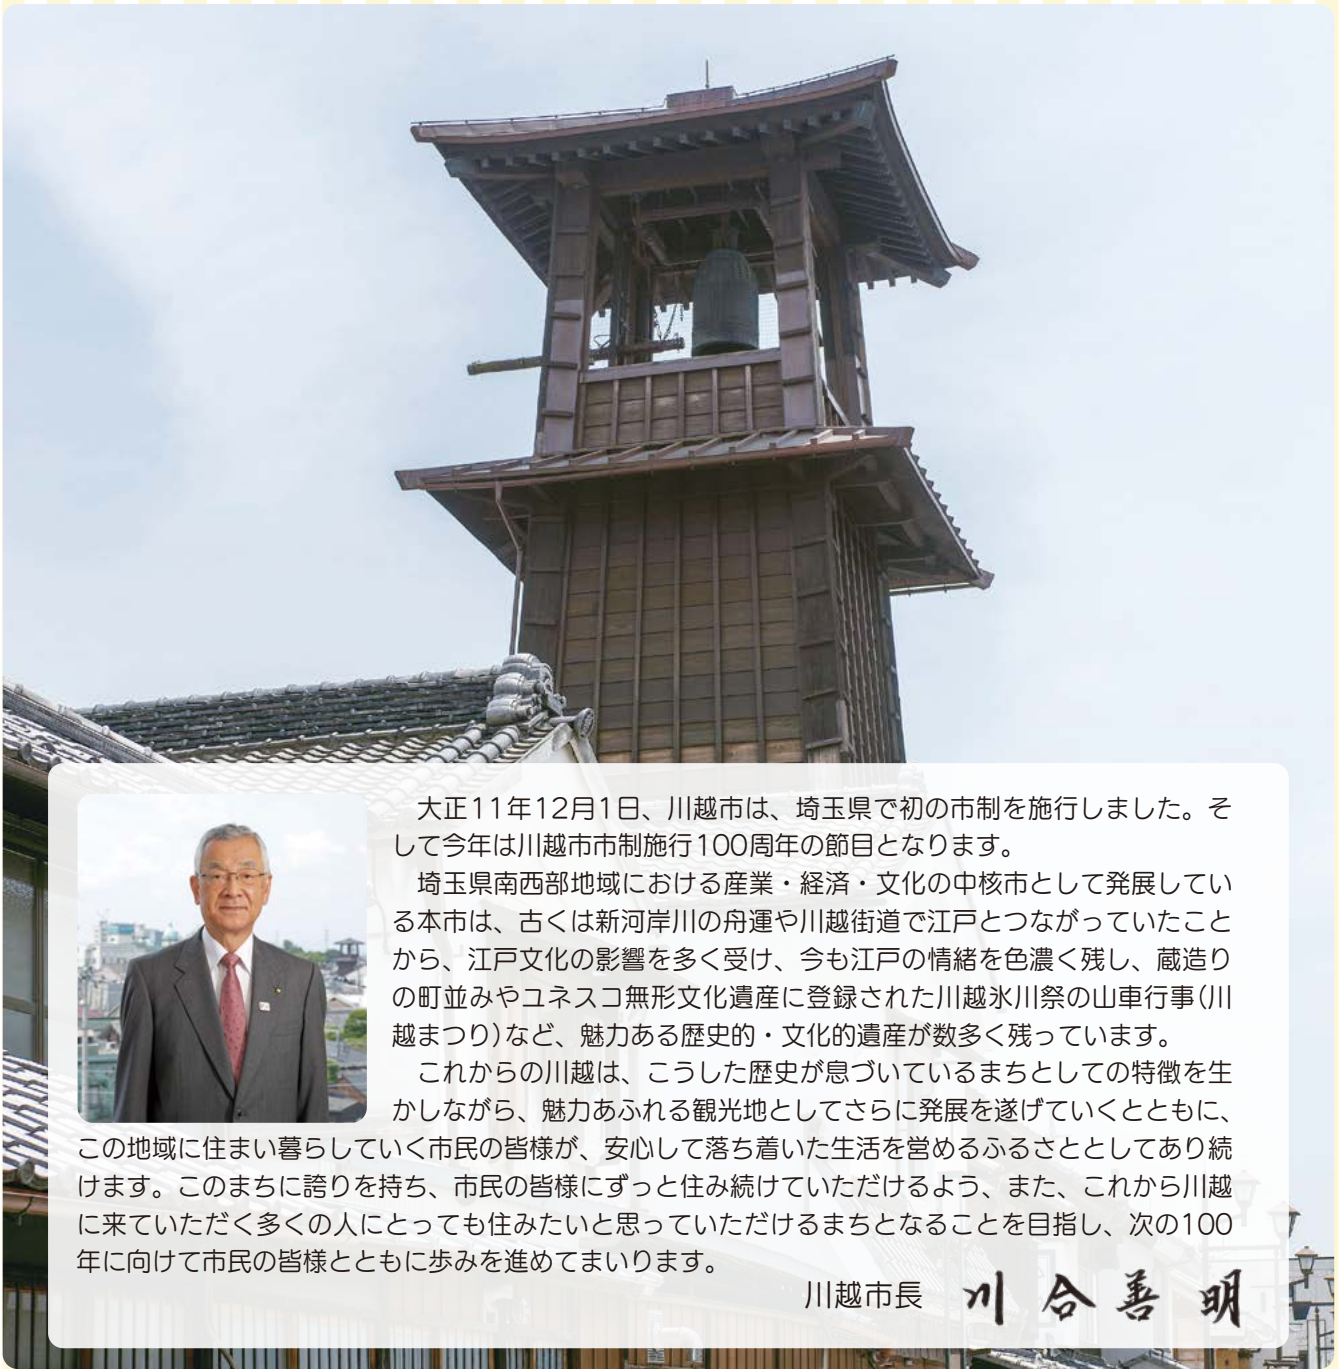 大正11年12月1日、川越市は、埼玉県で初の市制を施行しました。そ
して今年は川越市市制施行100周年の節目となります。
埼玉県南西部地域における産業・経済・文化の中核市として発展してい
る本市は、古くは新河岸川の舟運や川越街道で江戸とつながっていたこと
から、江戸文化の影響を多く受け、今も江戸の情緒を色濃く残し、蔵造り
の町並みやユネスコ無形文化遺産に登録された川越氷川祭の山車行事(川
越まつり)など、魅力ある歴史的・文化的遺産が数多く残っています。
これからの川越は、こうした歴史が息づいているまちとしての特徴を生
かしながら、魅力あふれる観光地としてさらに発展を遂げていくとともに、
この地域に住まい暮らしていく市民の皆様が、安心して落ち着いた生活を営めるふるさととしてあり続
けます。このまちに誇りを持ち、市民の皆様にずっと住み続けていただけるよう、また、これから川越
に来ていただく多くの人にとっても住みたいと思っていただけるまちとなることを目指し、次の100
年に向けて市民の皆様とともに歩みを進めてまいります。
川越市長 川合善明